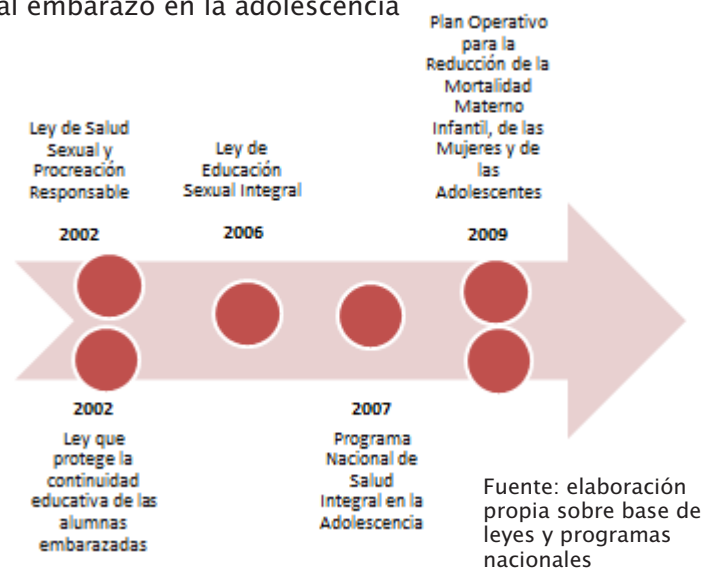 al embarazo en la adolescencia
Plan Operativo
para la
Reducción de la
Mortalidad
Materno
Infantil, de las
Mujeres y de
las
Adolescentes
Ley de Salud
Sexual y
Procreación
Responsable
Ley de
Educación
Sexual Integral
2002
2006
2009
2002
Ley que
protege la
continuidad
educativa de las
alumnas
embarazadas
2007
Programa
Nacional de
Salud
Integral en la
Adolescencia
Fuente: elaboración
propia sobre base de
leyes y programas
nacionales